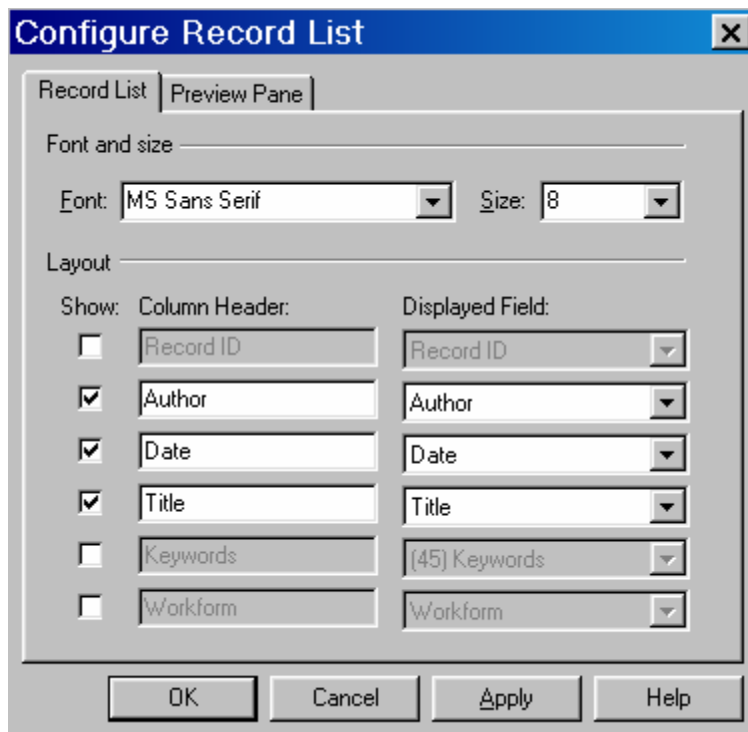 Configure Record List
Record List Preview Pane
Font and size
Font: MS Sans Serif Size: 8
Layout
Show: Column Header: Displayed Field:
Record ID Record ID
Author Author
Date Date
Title Title
Keywords (45) Keywords
Workform Workform
OK Cancel Apply Help